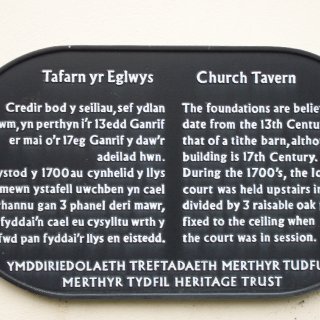 Tafarn yr Eglwys
Credir bod y seiliau, sef ydlan
wm, yn perthyn i'r 13edd Ganrif
er mai o'r 17eg Ganrif y daw'r
adeilad hwn.
ystod y 1700au cynhelid y llys
mewn ystafell uwchben yn cael
hannu gan 3 phanel deri mawr,
fyddai'n cael eu cysylltu wrth y
fwd pan fyddai'r llys en eistedd.
Church Tavern
The foundations are belie
date from the 13th Centu
that of a tithe barn, althou
building is 17th Century.
During the 1700's, the lo
court was held upstairs in
divided by 3 raisable oak p
fixed to the ceiling when
the court was in session.
YMDDIRIEDOLAETH TREFTADAETH MERTHYR TUDFU
MERTHYR TYDFIL HERITAGE TRUST